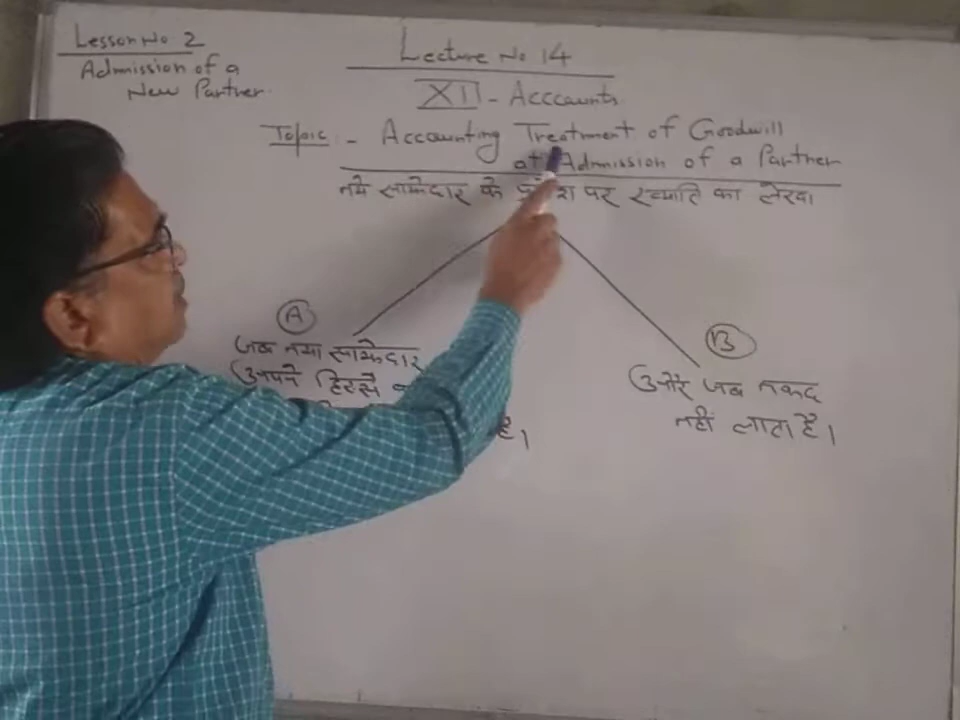 Lesson No 2
Admission of a
New Partner.
Lecture No 14
XII - Acccounts
Topic - Accounting Treatment of Goodwill
at Admission of a Partner
नये साझेदार के प्रवेश पर ख्याति का लेखा
A
जब नया साझेदार
अपने हिस्से
है।
B
और जब नकद
नहीं लाता है।